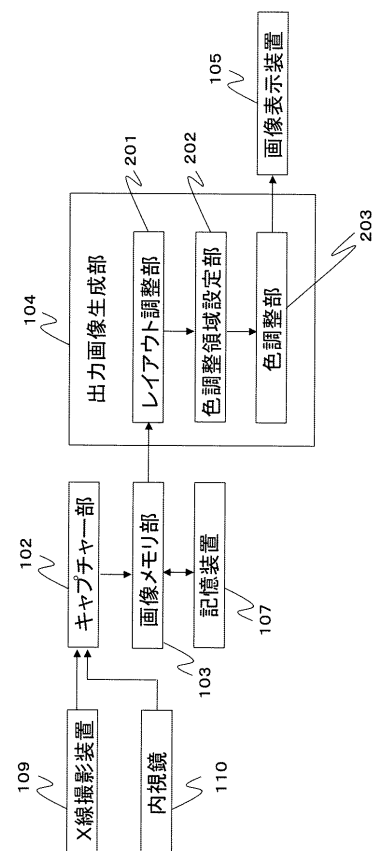 109
X線撮影装置
110
内視鏡
102
キャプチャー部
画像メモリ部
103
記憶装置
107
104
出力画像生成部
レイアウト調整部
201
色調整領域設定部
202
色調整部
203
105
画像表示装置